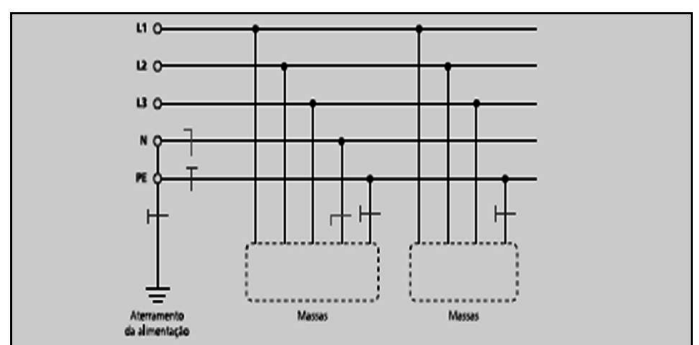 L1
L2
L3
N
PE
Aterramento
da alimentação
Massas
Massas